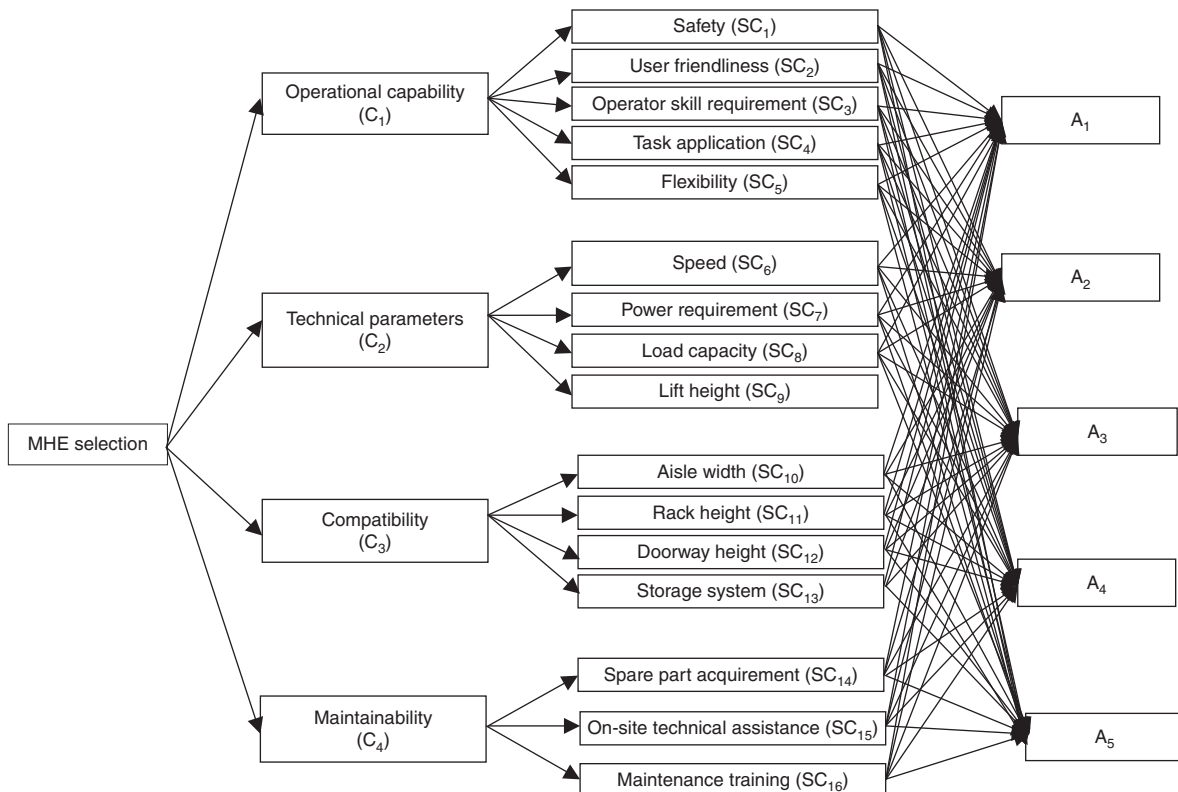 MHE selection
Operational capability
(C₁)
Technical parameters
(C₂)
Compatibility
(C₃)
Maintainability
(C₄)
Safety (SC₁)
User friendliness (SC₂)
Operator skill requirement (SC₃)
Task application (SC₄)
Flexibility (SC₅)
Speed (SC₆)
Power requirement (SC₇)
Load capacity (SC₈)
Lift height (SC₉)
Aisle width (SC₁₀)
Rack height (SC₁₁)
Doorway height (SC₁₂)
Storage system (SC₁₃)
Spare part acquirement (SC₁₄)
On-site technical assistance (SC₁₅)
Maintenance training (SC₁₆)
A₁
A₂
A₃
A₄
A₅